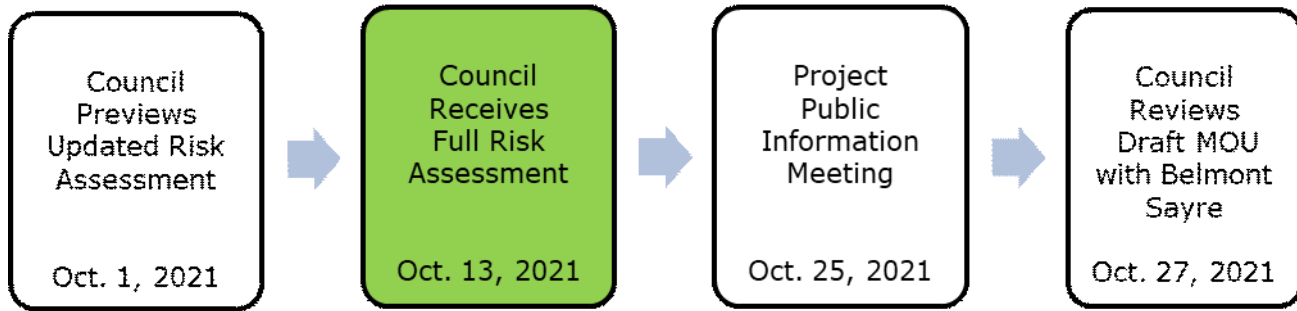 Council
Previews
Updated Risk
Assessment
Oct. 1, 2021
Council
Receives
Full Risk
Assessment
Oct. 13, 2021
Project
Public
Information
Meeting
Oct. 25, 2021
Council
Reviews
Draft MOU
with Belmont
Sayre
Oct. 27, 2021